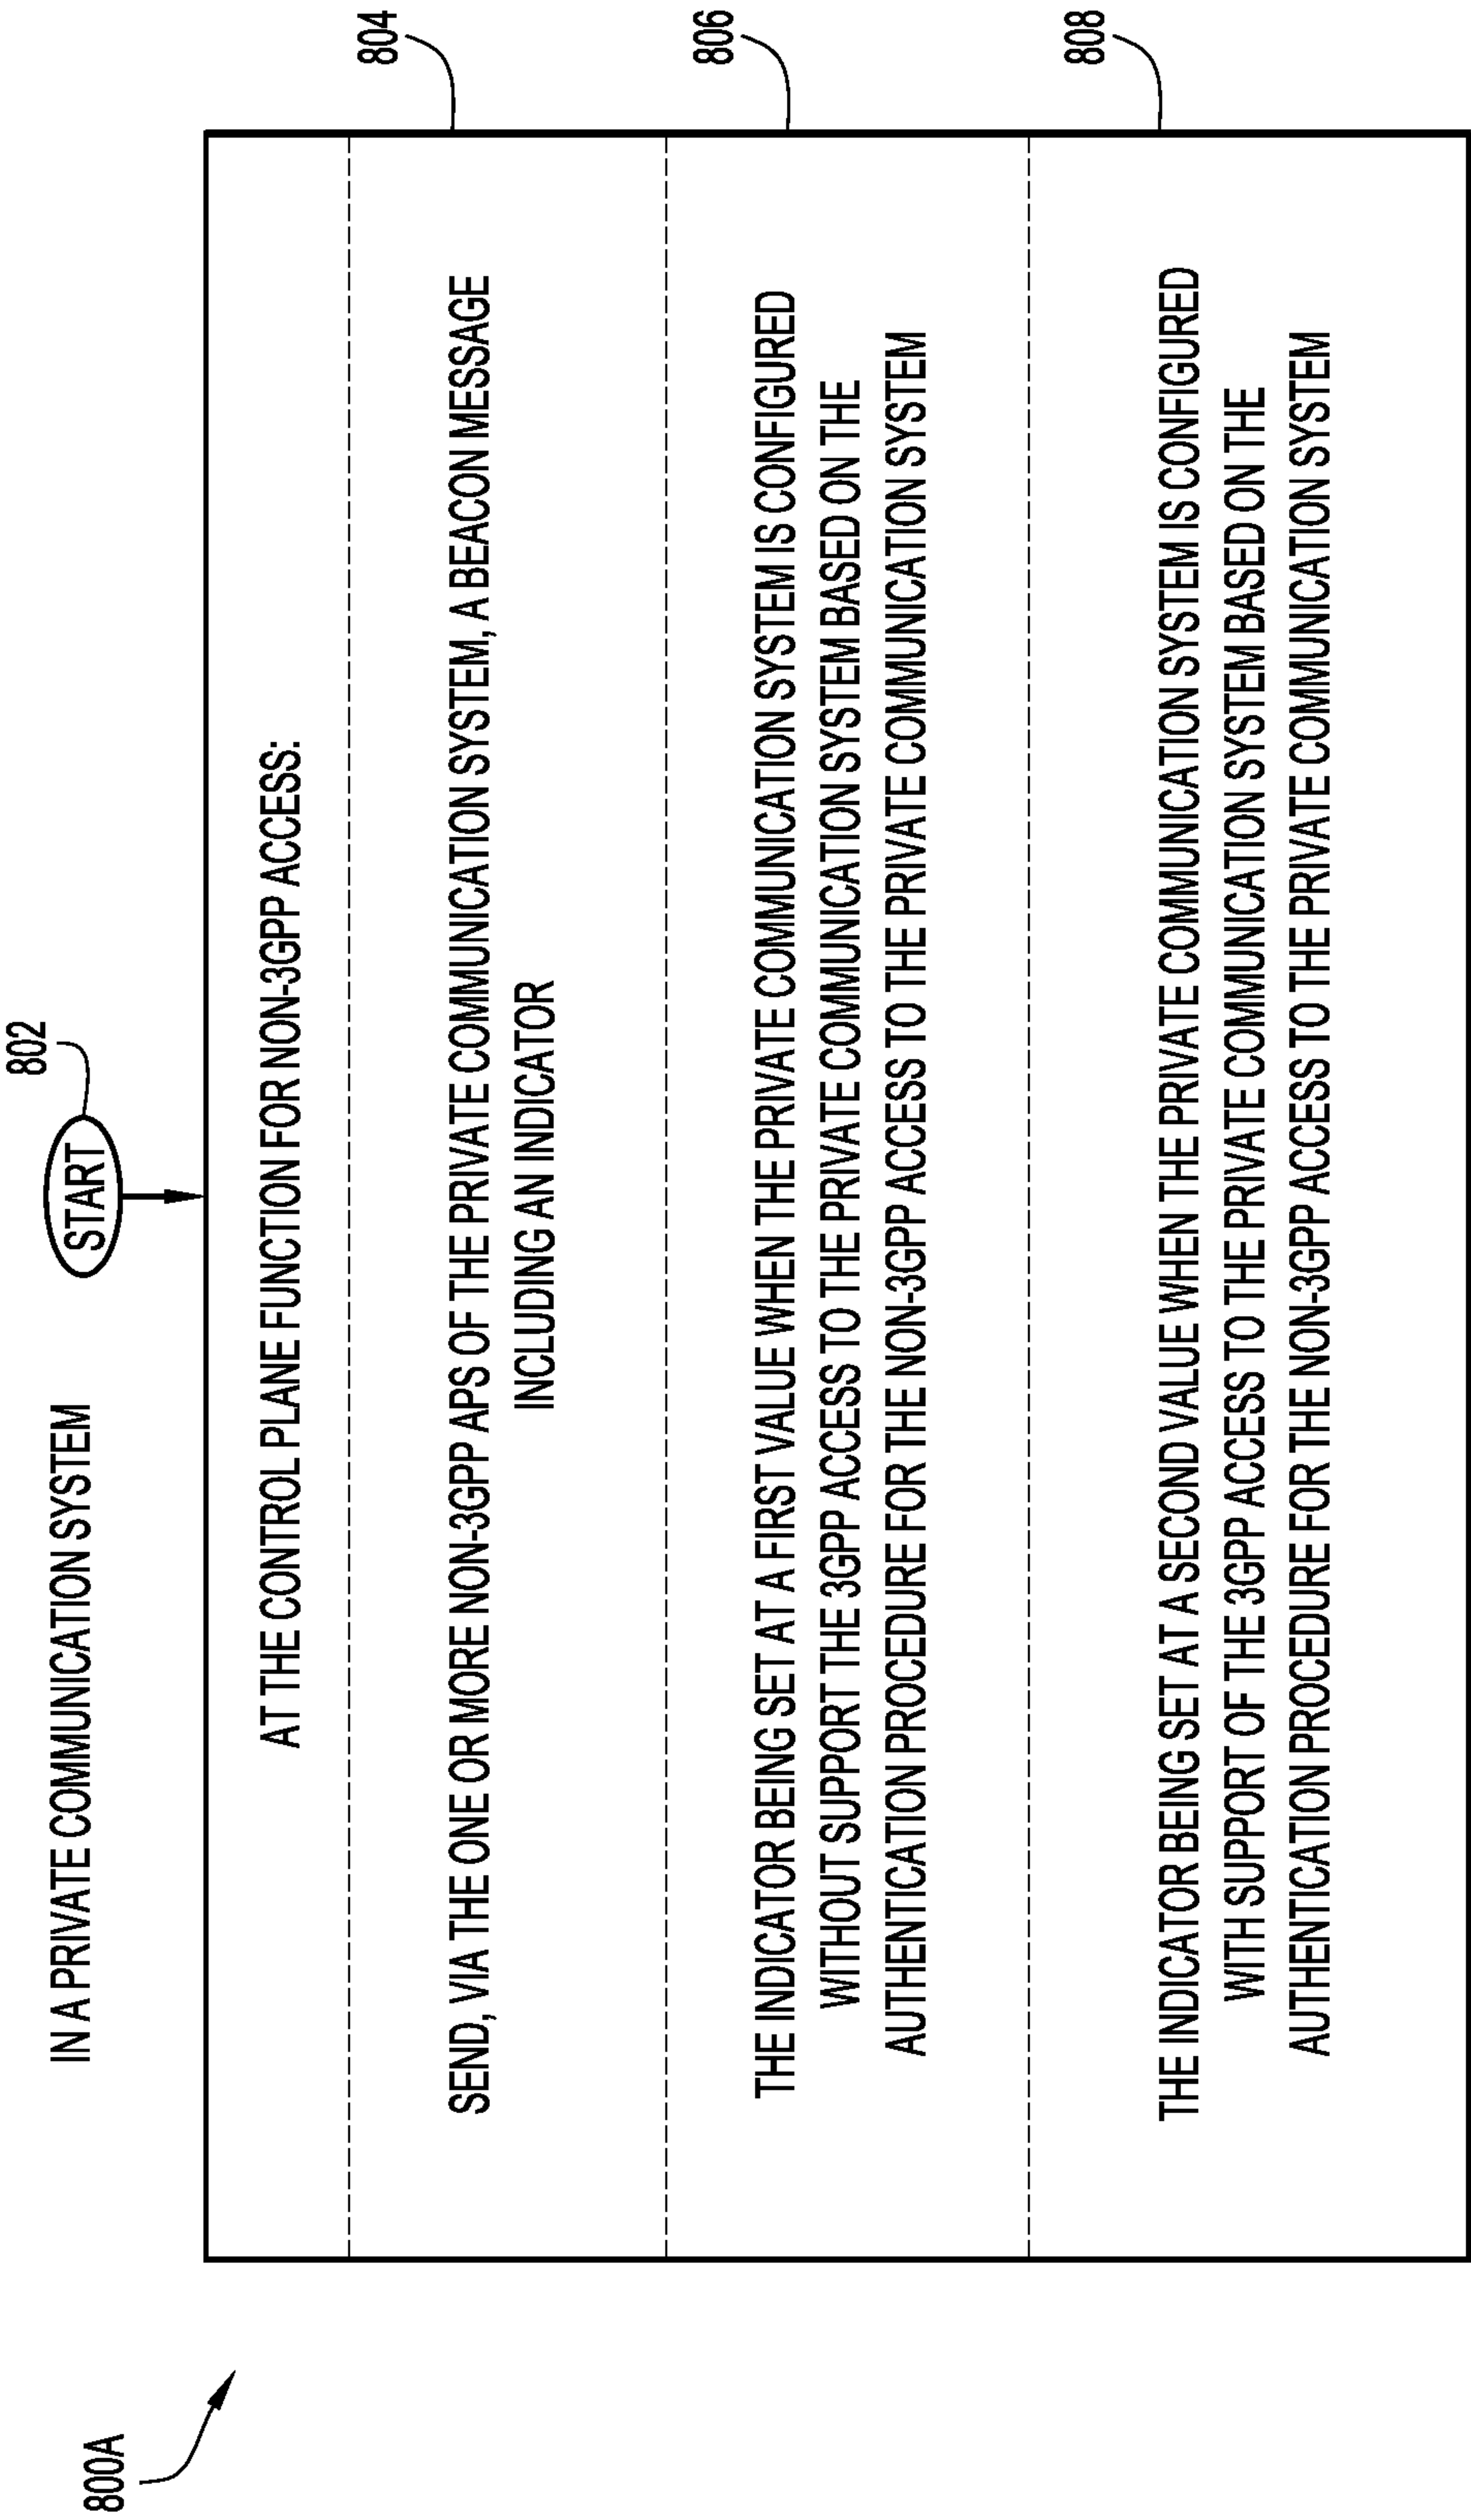 800A
IN A PRIVATE COMMUNICATION SYSTEM
START
802
AT THE CONTROL PLANE FUNCTION FOR NON-3GPP ACCESS:
804
SEND, VIA THE ONE OR MORE NON-3GPP APS OF THE PRIVATE COMMUNICATION SYSTEM, A BEACON MESSAGE
INCLUDING AN INDICATOR
806
THE INDICATOR BEING SET AT A FIRST VALUE WHEN THE PRIVATE COMMUNICATION SYSTEM IS CONFIGURED
WITHOUT SUPPORT THE 3GPP ACCESS TO THE PRIVATE COMMUNICATION SYSTEM BASED ON THE
AUTHENTICATION PROCEDURE FOR THE NON-3GPP ACCESS TO THE PRIVATE COMMUNICATION SYSTEM
808
THE INDICATOR BEING SET AT A SECOND VALUE WHEN THE PRIVATE COMMUNICATION SYSTEM IS CONFIGURED
WITH SUPPORT OF THE 3GPP ACCESS TO THE PRIVATE COMMUNICATION SYSTEM BASED ON THE
AUTHENTICATION PROCEDURE FOR THE NON-3GPP ACCESS TO THE PRIVATE COMMUNICATION SYSTEM